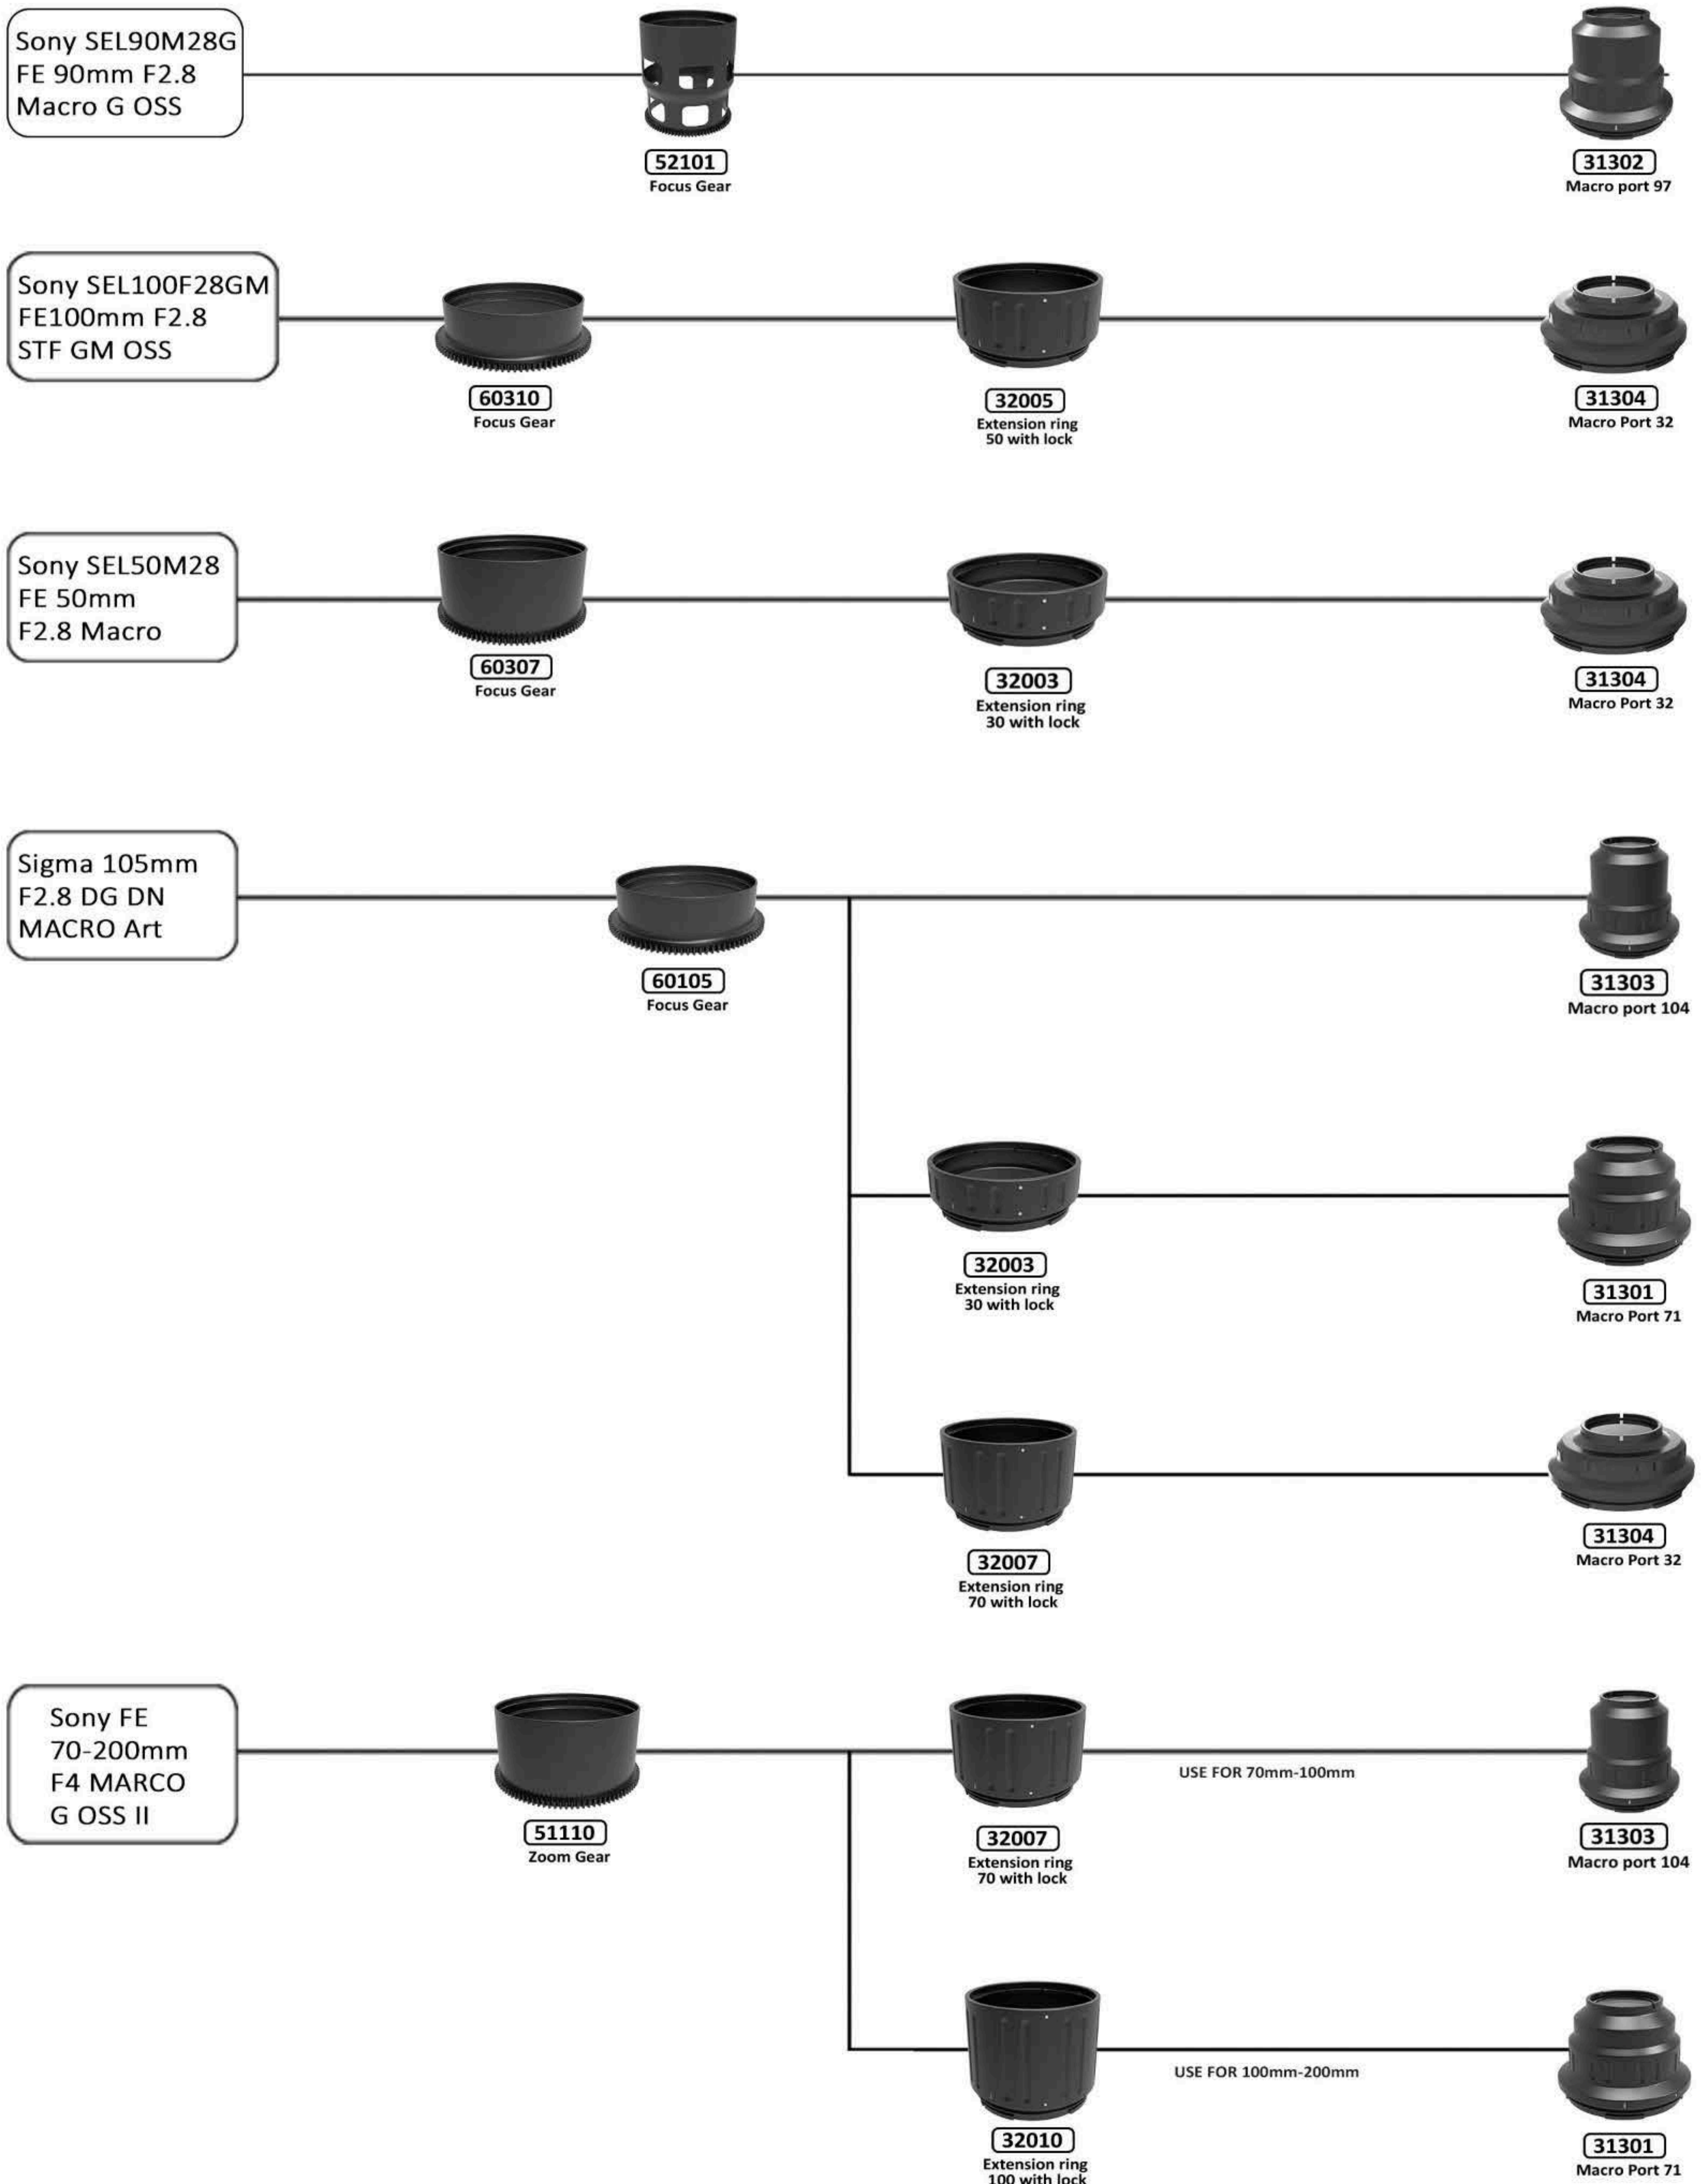 Sony SEL90M28G
FE 90mm F2.8
Macro G OSS
52101
Focus Gear
31302
Macro port 97
Sony SEL100F28GM
FE100mm F2.8
STF GM OSS
60310
Focus Gear
32005
Extension ring
50 with lock
31304
Macro Port 32
Sony SEL50M28
FE 50mm
F2.8 Macro
60307
Focus Gear
32003
Extension ring
30 with lock
31304
Macro Port 32
Sigma 105mm
F2.8 DG DN
MACRO Art
60105
Focus Gear
31303
Macro port 104
32003
Extension ring
30 with lock
31301
Macro Port 71
32007
Extension ring
70 with lock
31304
Macro Port 32
Sony FE
70-200mm
F4 MARCO
G OSS II
51110
Zoom Gear
32007
Extension ring
70 with lock
USE FOR 70mm-100mm
31303
Macro port 104
32010
Extension ring
100 with lock
USE FOR 100mm-200mm
31301
Macro Port 71